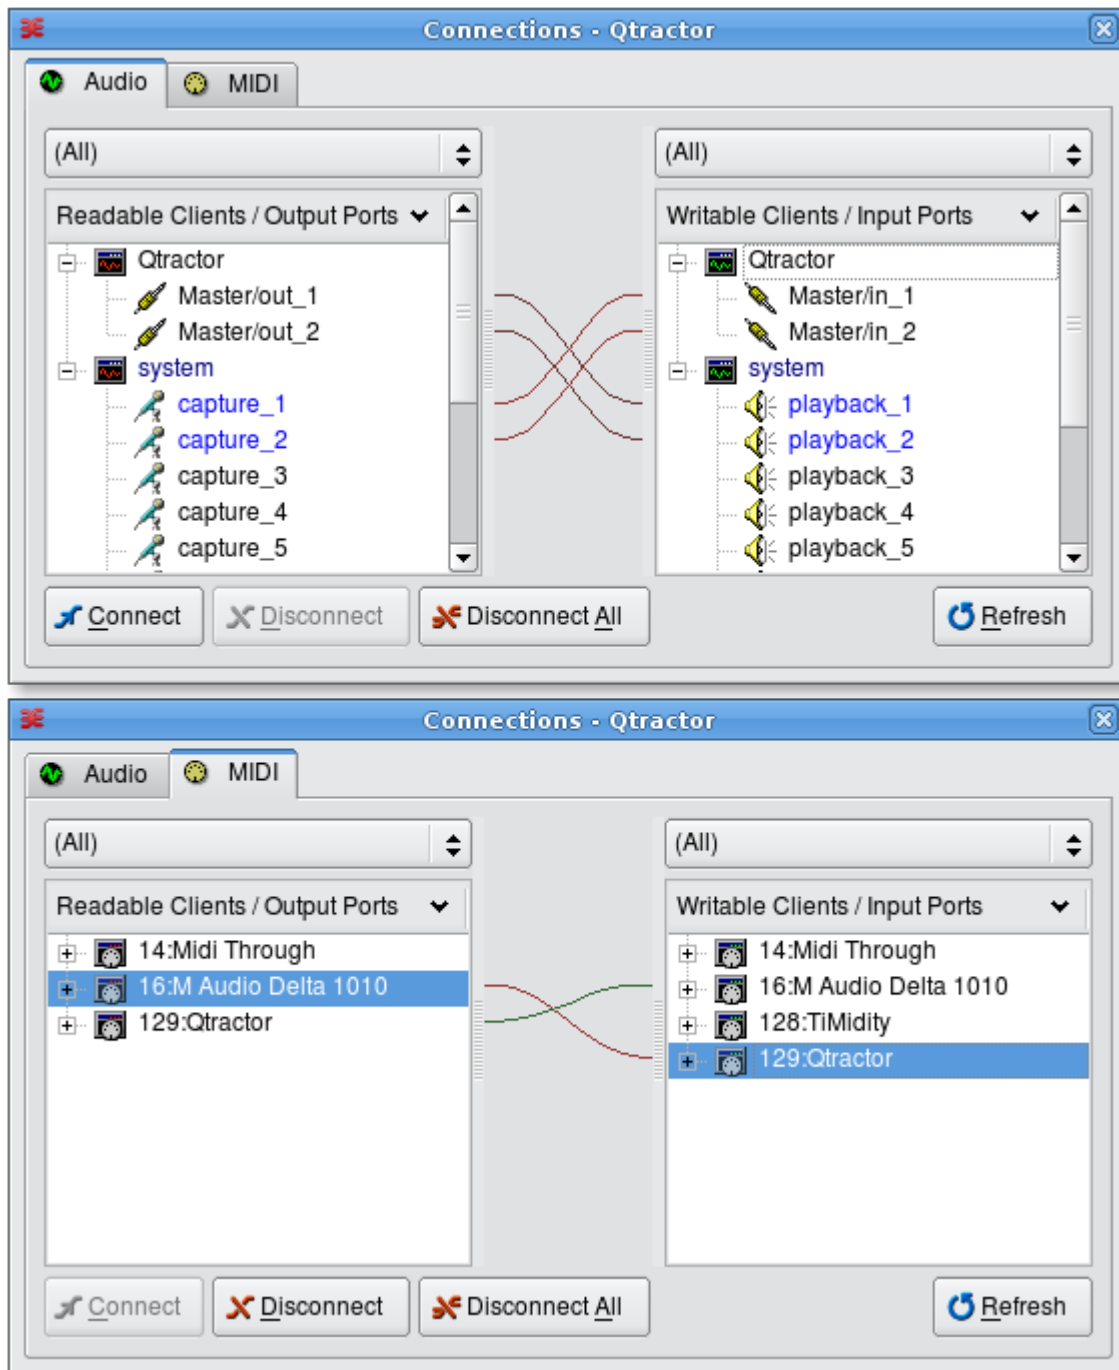 Connections - Qtractor
Audio MIDI
(All) (All)
Readable Clients / Output Ports Writable Clients / Input Ports
Qtractor Qtractor
Master/out_1 Master/in_1
Master/out_2 Master/in_2
system system
capture_1 playback_1
capture_2 playback_2
capture_3 playback_3
capture_4 playback_4
capture_5 playback_5
Connect Disconnect Disconnect All Refresh
Connections - Qtractor
Audio MIDI
(All) (All)
Readable Clients / Output Ports Writable Clients / Input Ports
14:Midi Through 14:Midi Through
16:M Audio Delta 1010 16:M Audio Delta 1010
129:Qtractor 128:TiMidity
129:Qtractor
Connect Disconnect Disconnect All Refresh